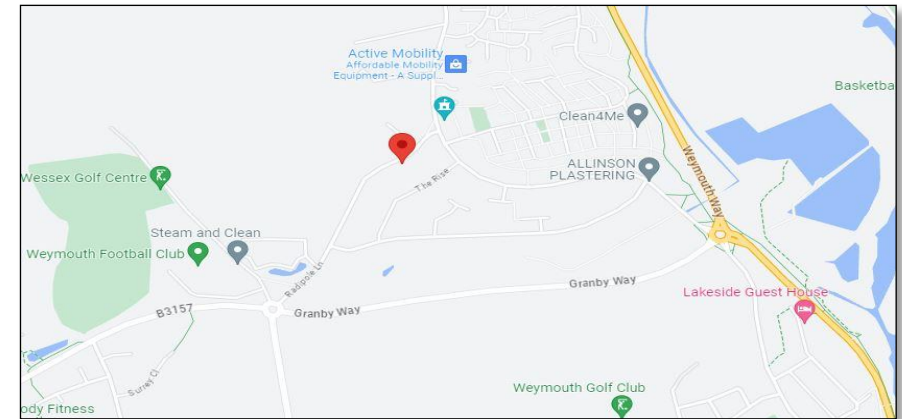 Active Mobility
Affordable Mobility
Equipment - A Suppl...
Basketba
Clean4Me
ALLINSON
PLASTERING
Weymouth Way
The Rise
Wessex Golf Centre
Steam and Clean
Weymouth Football Club
Radipole Ln
Granby Way
Lakeside Guest House
B3157
Granby Way
Surrey Cl
Weymouth Golf Club
ody Fitness